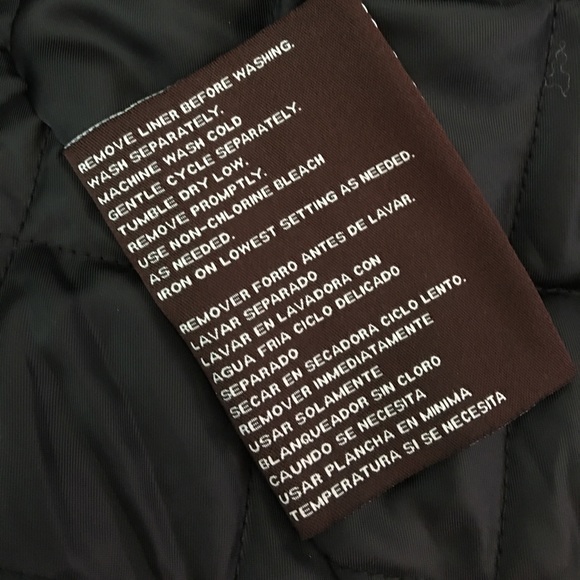 REMOVE LINER BEFORE WASHING.
WASH SEPARATELY.
MACHINE WASH COLD
GENTLE CYCLE SEPARATELY.
TUMBLE DRY LOW.
REMOVE PROMPTLY.
USE NON-CHLORINE BLEACH
AS NEEDED.
IRON ON LOWEST SETTING AS NEEDED.
REMOVER FORRO ANTES DE LAVAR.
LAVAR SEPARADO
LAVAR EN LAVADORA CON
AGUA FRIA CICLO DELICADO
SEPARADO
SECAR EN SECADORA CICLO LENTO.
REMOVER INMEDIATAMENTE
USAR SOLAMENTE
BLANQUEADOR SIN CLORO
CAUNDO SE NECESITA
USAR PLANCHA EN MINIMA
TEMPERATURA SI SE NECESITA